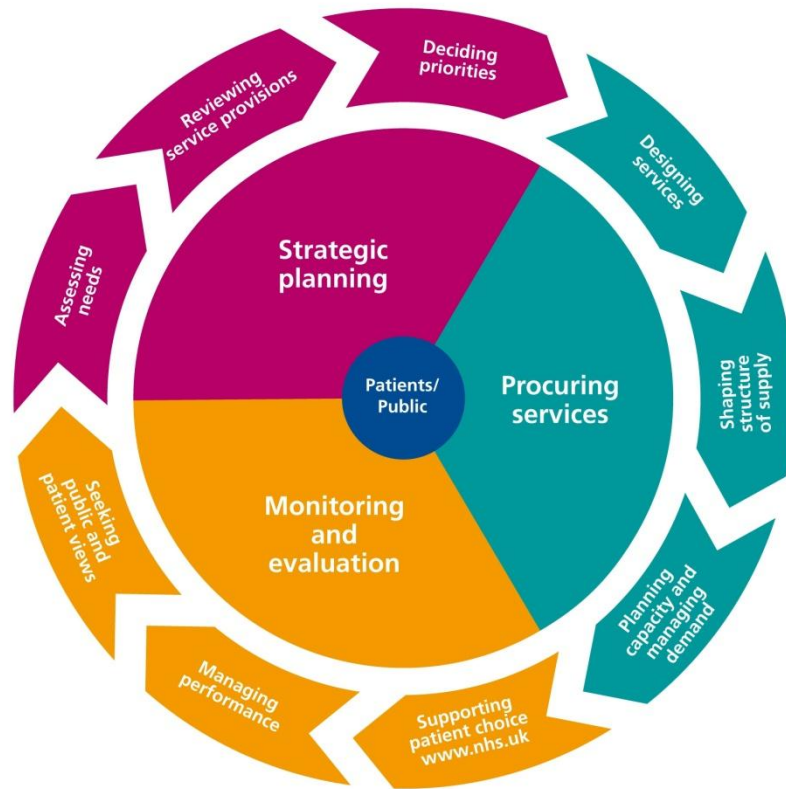 Deciding
priorities
Designing
services
Shaping
structure
of supply
Planning
capacity and
managing
demand
Supporting
patient choice
www.nhs.uk
Managing
performance
Seeking
public and
patient views
Assessing
needs
Reviewing
service provisions
Strategic
planning
Procuring
services
Monitoring
and
evaluation
Patients/
Public